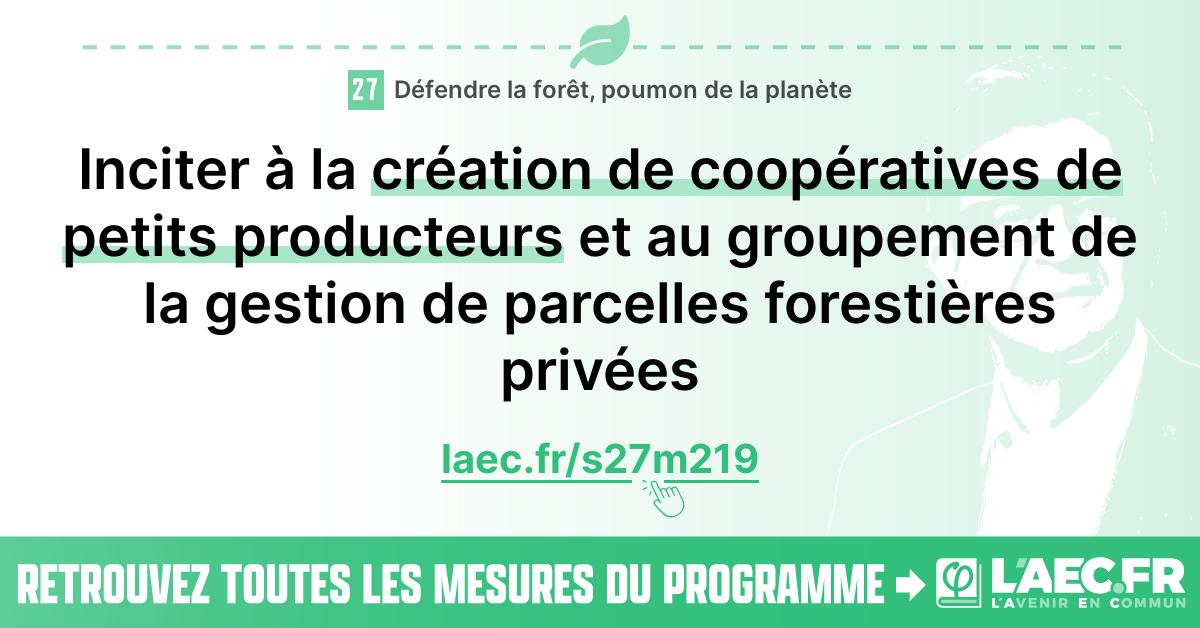 27 Défendre la forêt, poumon de la planète
Inciter à la création de coopératives de
petits producteurs et au groupement de
la gestion de parcelles forestières
privées
laec.fr/s27m219
RETROUVEZ TOUTES LES MESURES DU PROGRAMME
φ L'AEC.FR
L'AVENIR EN COMMUN